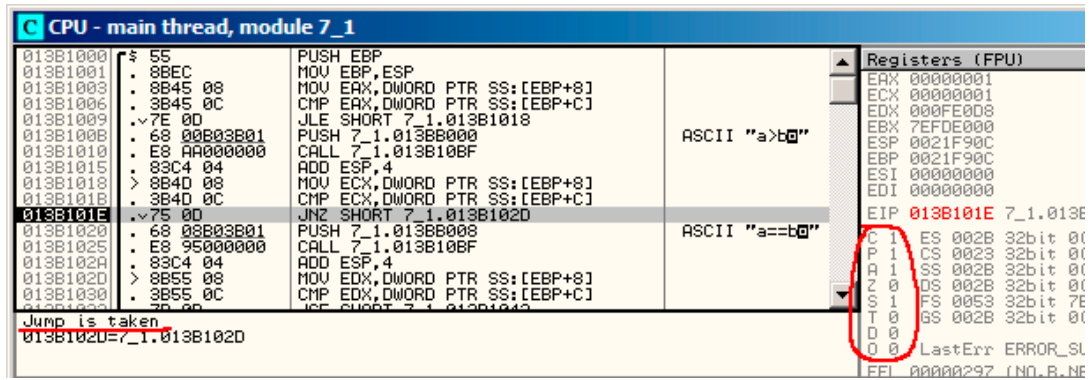 C CPU - main thread, module 7_1
013B1000 $ 55 PUSH EBP
013B1001 . 8BEC MOV EBP,ESP
013B1003 . 8B45 08 MOV EAX,DWORD PTR SS:[EBP+8]
013B1006 . 3B45 0C CMP EAX,DWORD PTR SS:[EBP+C]
013B1009 . 7E 0D JLE SHORT 7_1.013B1018
013B100B . 68 00B03B01 PUSH 7_1.013BB000 ASCII "a>b"
013B1010 . E8 AA000000 CALL 7_1.013B10BF
013B1015 . 83C4 04 ADD ESP,4
013B1018 > 8B4D 08 MOV ECX,DWORD PTR SS:[EBP+8]
013B101B . 3B4D 0C CMP ECX,DWORD PTR SS:[EBP+C]
013B101E . 75 0D JNZ SHORT 7_1.013B102D
013B1020 . 68 08B03B01 PUSH 7_1.013BB008 ASCII "a==b"
013B1025 . E8 95000000 CALL 7_1.013B10BF
013B102A . 83C4 04 ADD ESP,4
013B102D > 8B55 08 MOV EDX,DWORD PTR SS:[EBP+8]
013B1030 . 3B55 0C CMP EDX,DWORD PTR SS:[EBP+C]
Jump is taken
013B102D=7_1.013B102D
Registers (FPU)
EAX 00000001
ECX 00000001
EDX 000FE0D8
EBX 7EFDE000
ESP 0021F90C
EBP 0021F90C
ESI 00000000
EDI 00000000
EIP 013B101E 7_1.013B
C 1 ES 002B 32bit
P 1 CS 0023 32bit
A 1 SS 002B 32bit
Z 0 DS 002B 32bit
S 1 FS 0053 32bit
T 0 GS 002B 32bit
D 0
O 0 LastErr ERROR_SU
EFL 00000297 (NO,B,NE